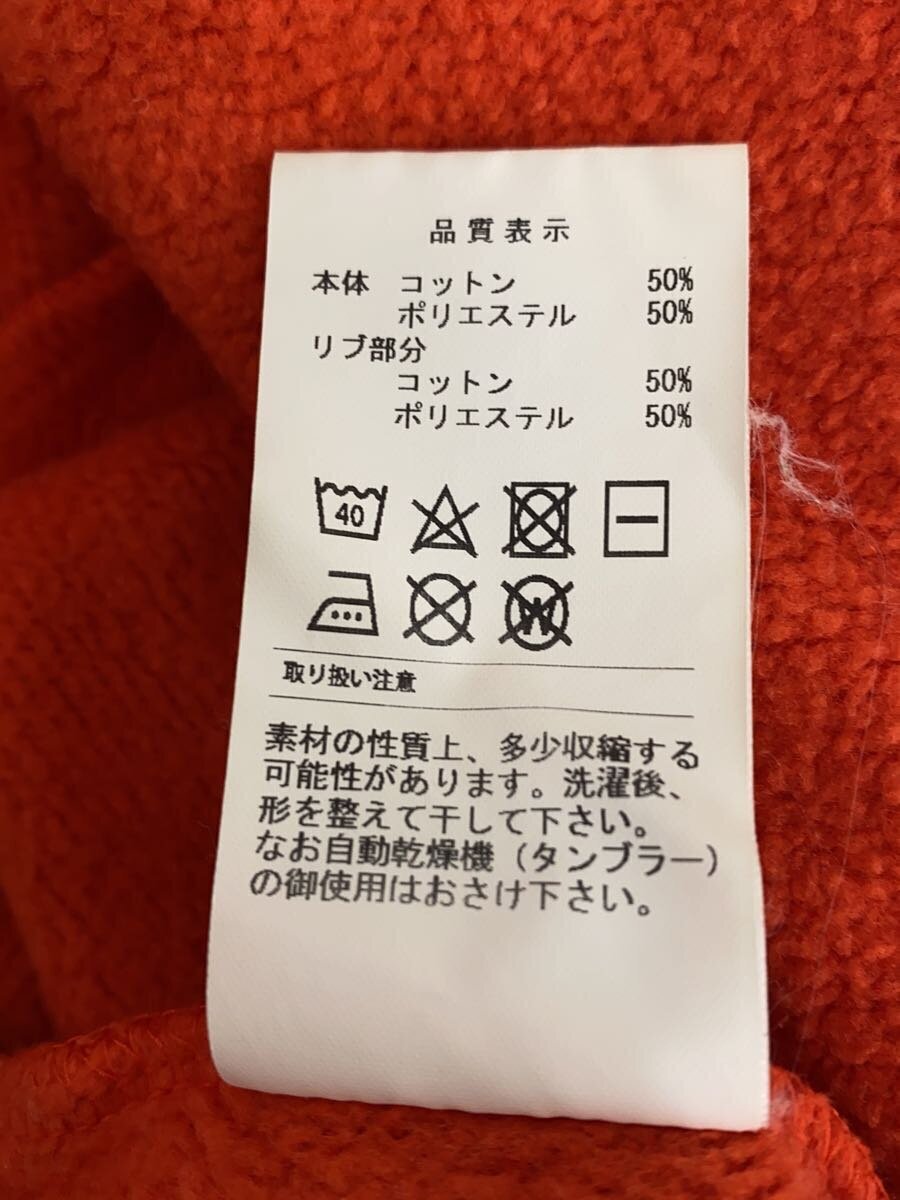 品質表示
本体 コットン 50%
ポリエステル 50%
リブ部分
コットン 50%
ポリエステル 50%
40
W
取り扱い注意
素材の性質上、多少収縮する
可能性があります。洗濯後、
形を整えて干して下さい。
なお自動乾燥機（タンブラー）
の御使用はおさけ下さい。